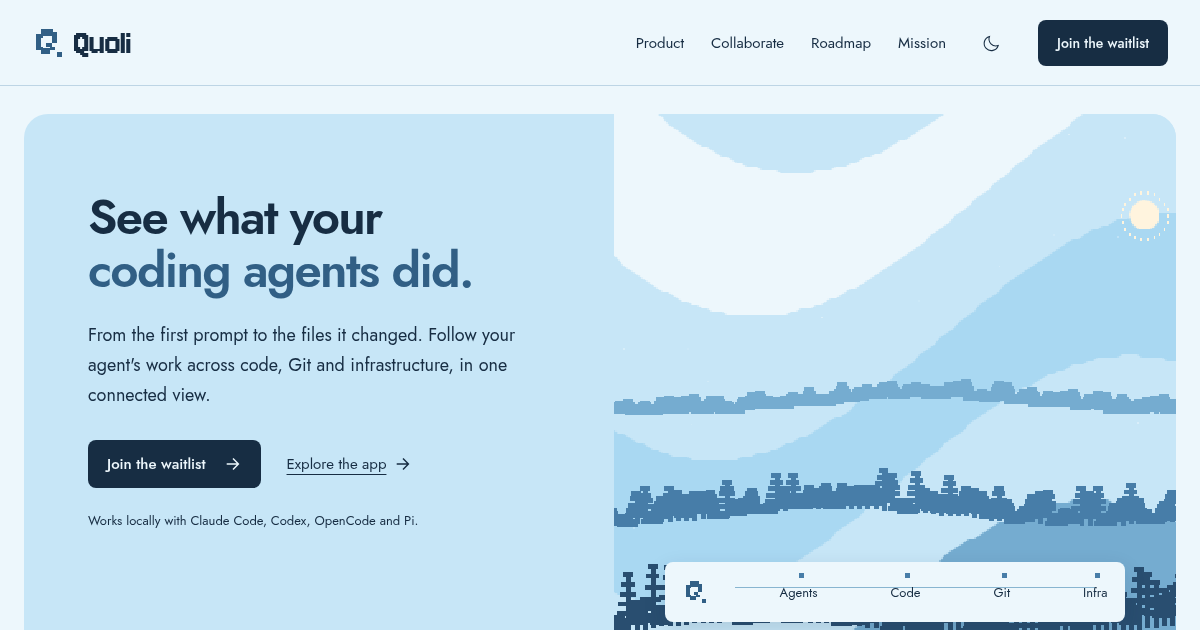 Quoli
Product
Collaborate
Roadmap
Mission
Join the waitlist
See what your
coding agents did.
From the first prompt to the files it changed. Follow your
agent's work across code, Git and infrastructure, in one
connected view.
Join the waitlist
Explore the app
Works locally with Claude Code, Codex, OpenCode and Pi.
Agents
Code
Git
Infra